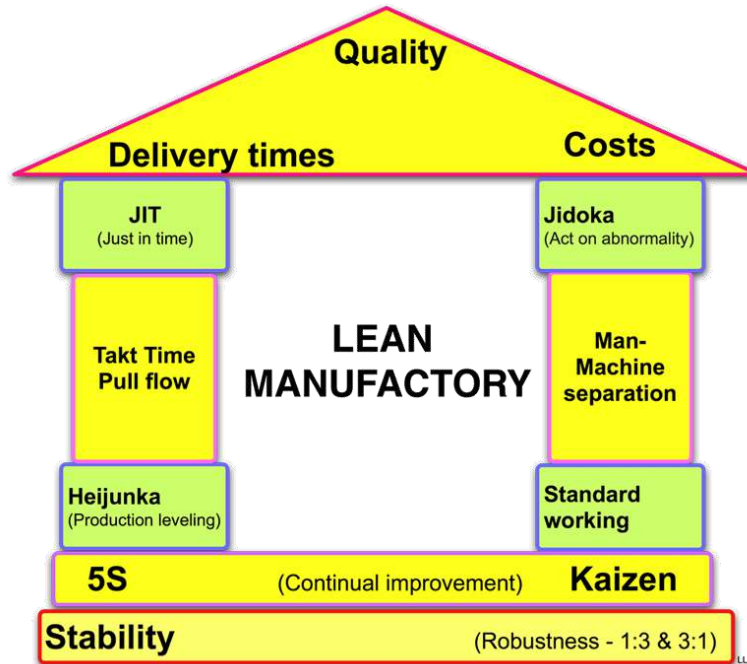 Quality
Delivery times
Costs
JIT
(Just in time)
Jidoka
(Act on abnormality)
Takt Time
Pull flow
LEAN
MANUFACTORY
Man-
Machine
separation
Heijunka
(Production leveling)
Standard
working
5S (Continual improvement) Kaizen
Stability (Robustness - 1:3 & 3:1)